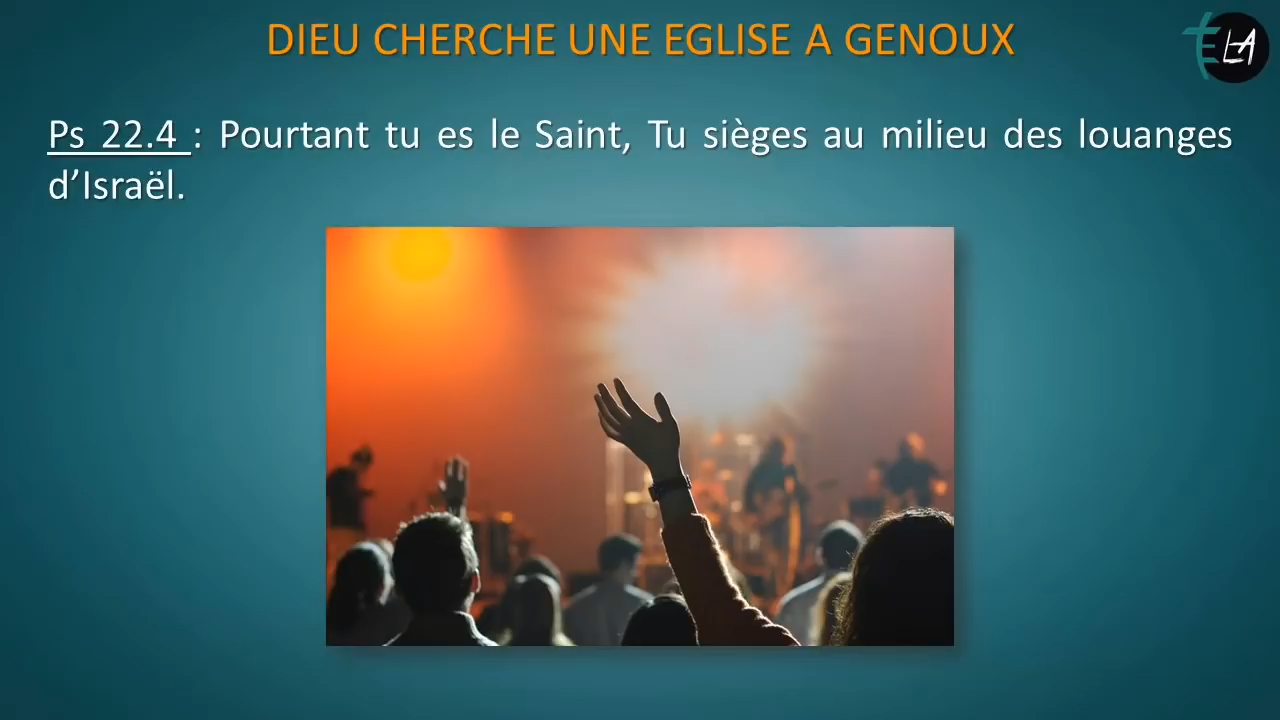 DIEU CHERCHE UNE EGLISE A GENOUX
ELA
Ps 22.4 : Pourtant tu es le Saint, Tu sièges au milieu des louanges
d’Israël.